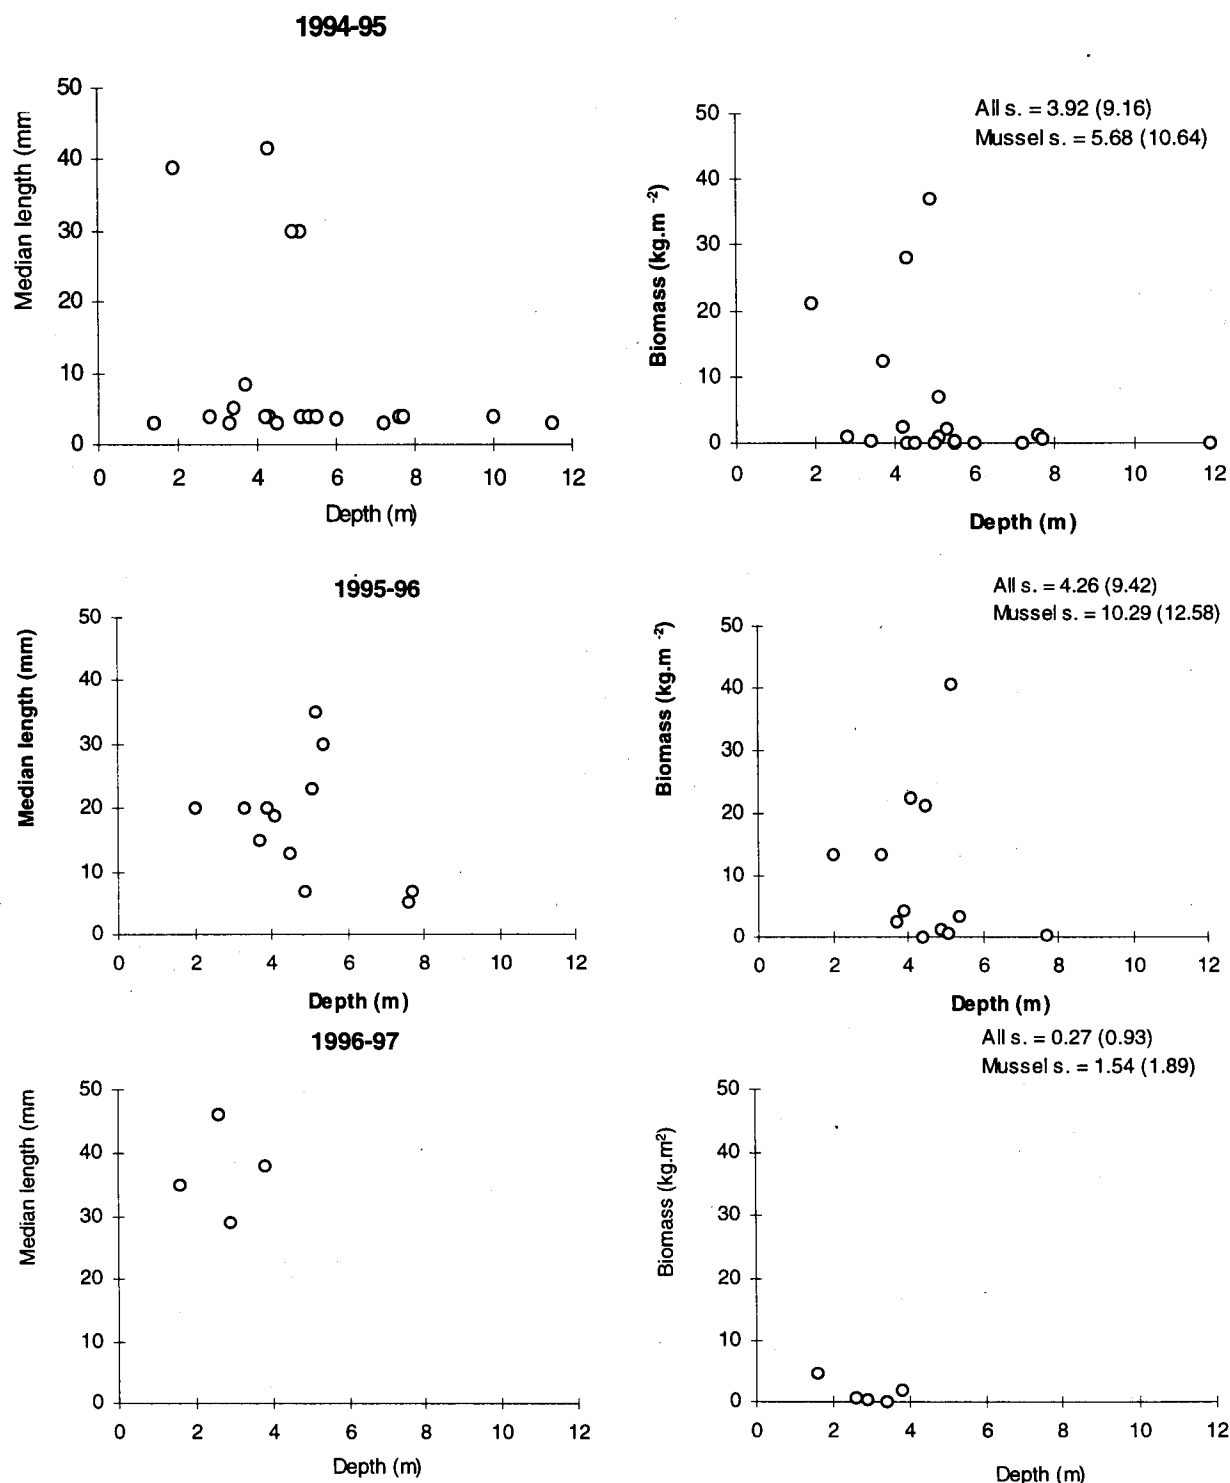 1994-95
50
40
30
20
10
0
Median length (mm
0 2 4 6 8 10 12
Depth (m)
All s. = 3.92 (9.16)
Mussel s. = 5.68 (10.64)
50
40
30
20
10
0
Biomass (kg.m -2)
0 2 4 6 8 10 12
Depth (m)
1995-96
50
40
30
20
10
0
Median length (mm)
0 2 4 6 8 10 12
Depth (m)
All s. = 4.26 (9.42)
Mussel s. = 10.29 (12.58)
50
40
30
20
10
0
Biomass (kg.m -2)
0 2 4 6 8 10 12
Depth (m)
1996-97
50
40
30
20
10
0
Median length (mm
0 2 4 6 8 10 12
Depth (m)
All s. = 0.27 (0.93)
Mussel s. = 1.54 (1.89)
50
40
30
20
10
0
Biomass (kg.m²)
0 2 4 6 8 10 12
Depth (m)